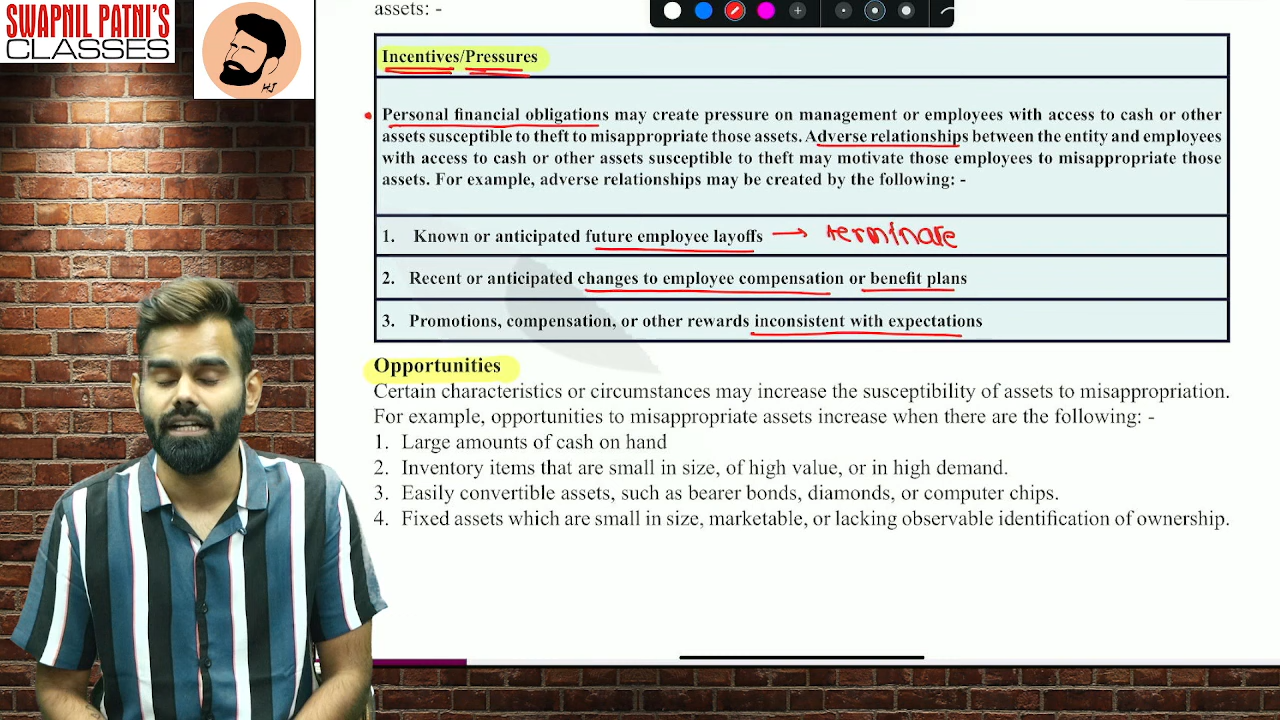 SWAPNIL PATNI'S
CLASSES
HJ
assets: -
Incentives/Pressures
Personal financial obligations may create pressure on management or employees with access to cash or other
assets susceptible to theft to misappropriate those assets. Adverse relationships between the entity and employees
with access to cash or other assets susceptible to theft may motivate those employees to misappropriate those
assets. For example, adverse relationships may be created by the following: -
1. Known or anticipated future employee layoffs → terminate
2. Recent or anticipated changes to employee compensation or benefit plans
3. Promotions, compensation, or other rewards inconsistent with expectations
Opportunities
Certain characteristics or circumstances may increase the susceptibility of assets to misappropriation.
For example, opportunities to misappropriate assets increase when there are the following: -
1. Large amounts of cash on hand
2. Inventory items that are small in size, of high value, or in high demand.
3. Easily convertible assets, such as bearer bonds, diamonds, or computer chips.
4. Fixed assets which are small in size, marketable, or lacking observable identification of ownership.